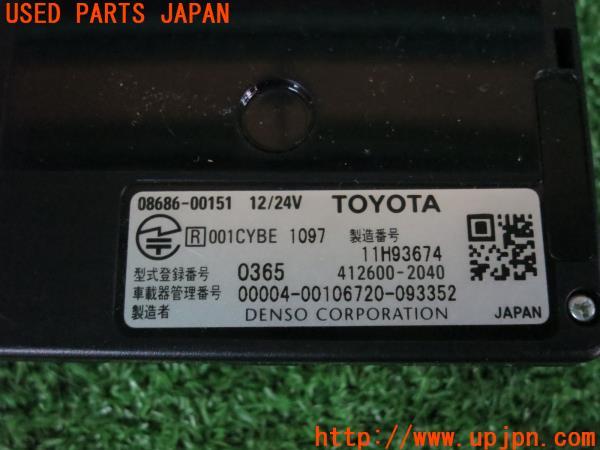 USED PARTS JAPAN
08686-00151 12/24V TOYOTA
R 001CYBE 1097 製造番号
11H93674
型式登録番号 0365 412600-2040
車載器管理番号 00004-00106720-093352
製造者 DENSO CORPORATION JAPAN
UPJ
http://www.upjpn.com